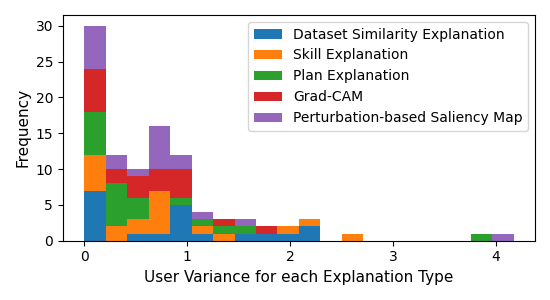 30
25
20
15
10
5
0
Frequency
Dataset Similarity Explanation
Skill Explanation
Plan Explanation
Grad-CAM
Perturbation-based Saliency Map
0 1 2 3 4
User Variance for each Explanation Type